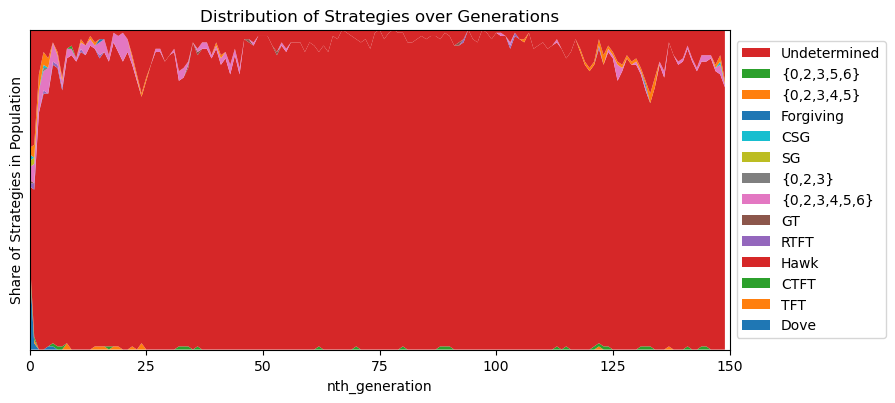 Distribution of Strategies over Generations
Share of Strategies in Population
0
25
50
75
100
125
150
nth_generation
Undetermined
{0,2,3,5,6}
{0,2,3,4,5}
Forgiving
CSG
SG
{0,2,3}
{0,2,3,4,5,6}
GT
RTFT
Hawk
CTFT
TFT
Dove